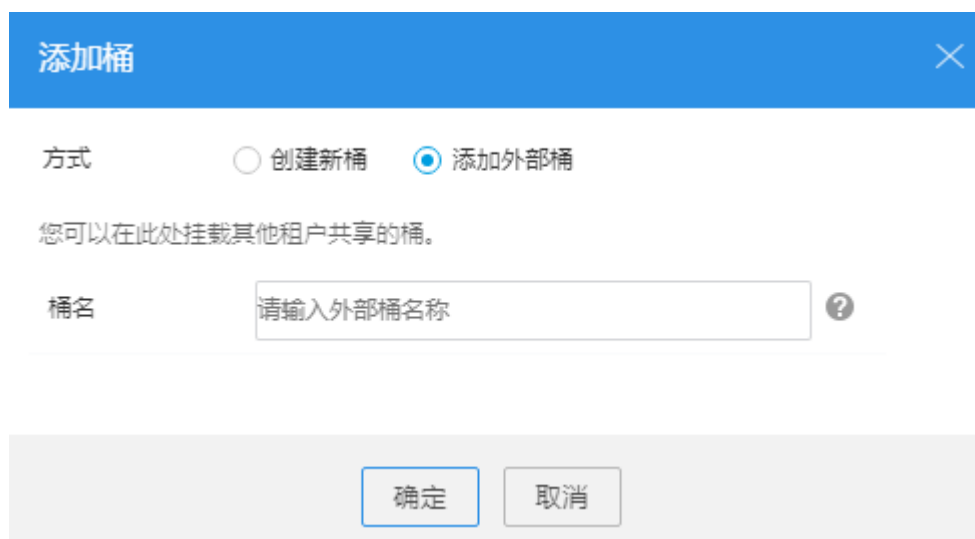 添加桶
方式 创建新桶 添加外部桶
您可以在此处挂载其他租户共享的桶。
桶名 请输入外部桶名称 ?
确定 取消